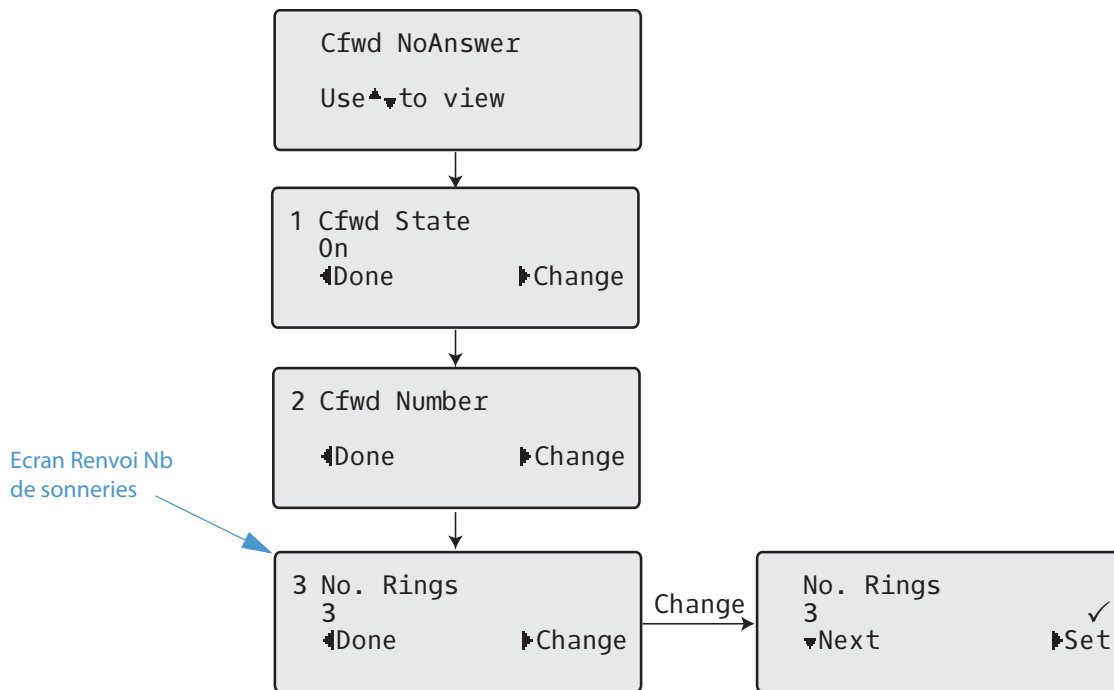 Cfwd NoAnswer
Use▲▼to view
1 Cfwd State
On
◀Done ▶Change
2 Cfwd Number
◀Done ▶Change
Ecran Renvoi Nb
de sonneries
3 No. Rings
3
◀Done ▶Change
Change
No. Rings
3 ✓
▼Next ▶Set